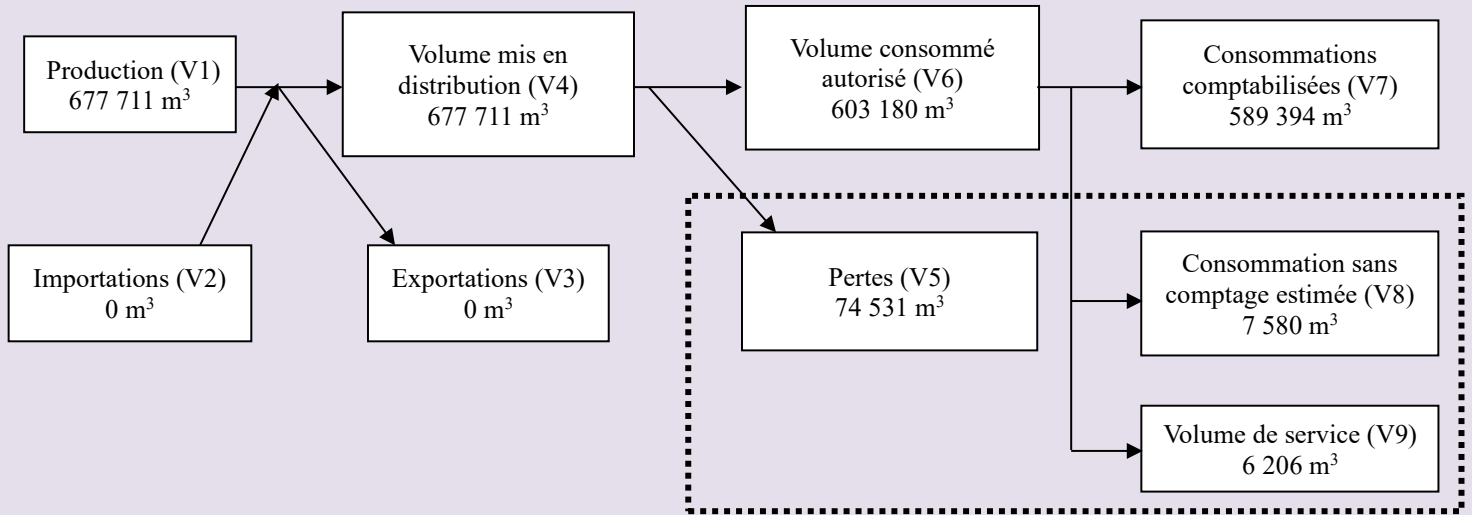 Production (V1)
677 711 m³
Volume mis en
distribution (V4)
677 711 m³
Volume consommé
autorisé (V6)
603 180 m³
Consommations
comptabilisées (V7)
589 394 m³
Importations (V2)
0 m³
Exportations (V3)
0 m³
Pertes (V5)
74 531 m³
Consommation sans
comptage estimée (V8)
7 580 m³
Volume de service (V9)
6 206 m³